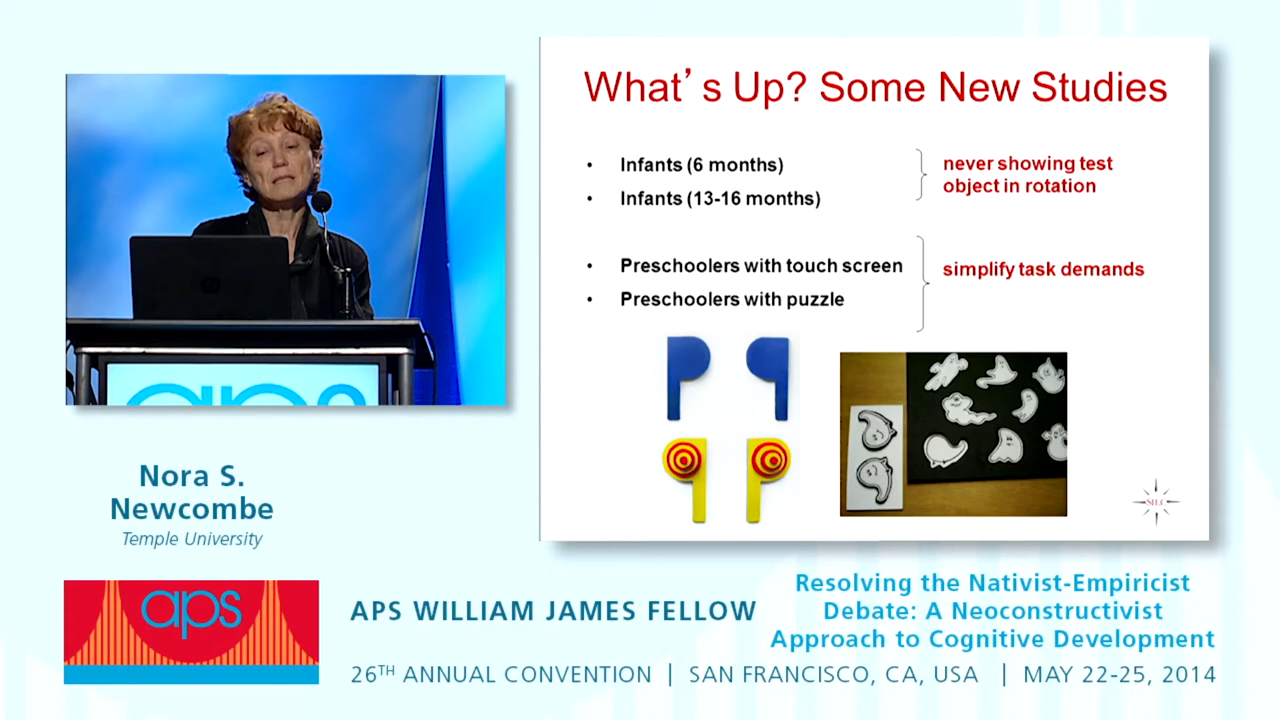 What's Up? Some New Studies
• Infants (6 months)
• Infants (13-16 months)
never showing test
object in rotation
• Preschoolers with touch screen
• Preschoolers with puzzle
simplify task demands
SILC
aps
Nora S.
Newcombe
Temple University
aps
APS WILLIAM JAMES FELLOW
Resolving the Nativist-Empiricist
Debate: A Neoconstructivist
Approach to Cognitive Development
26TH ANNUAL CONVENTION | SAN FRANCISCO, CA, USA | MAY 22-25, 2014